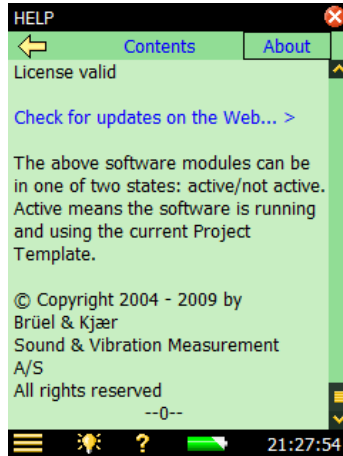 HELP
Contents About
License valid
Check for updates on the Web... >
The above software modules can be
in one of two states: active/not active.
Active means the software is running
and using the current Project
Template.
© Copyright 2004 - 2009 by
Brüel & Kjær
Sound & Vibration Measurement
A/S
All rights reserved
--0--
? 21:27:54